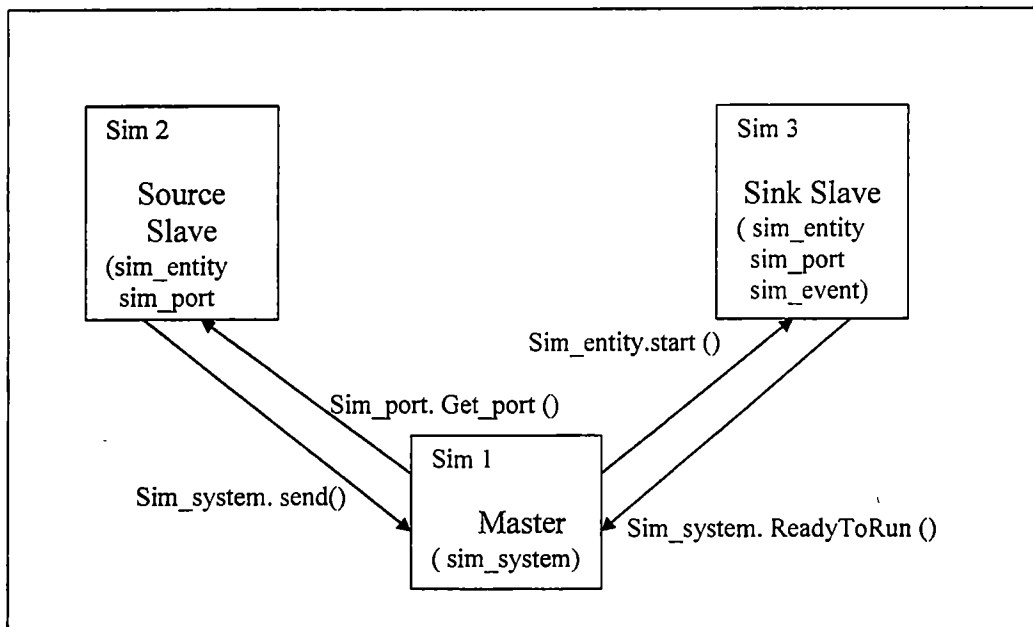 Sim 2
Source
Slave
(sim_entity
sim_port
Sim 3
Sink Slave
( sim_entity
sim_port
sim_event)
Sim_entity.start ()
Sim_port. Get_port ()
Sim_system. send()
Sim 1
Master
( sim_system)
Sim_system. ReadyToRun ()